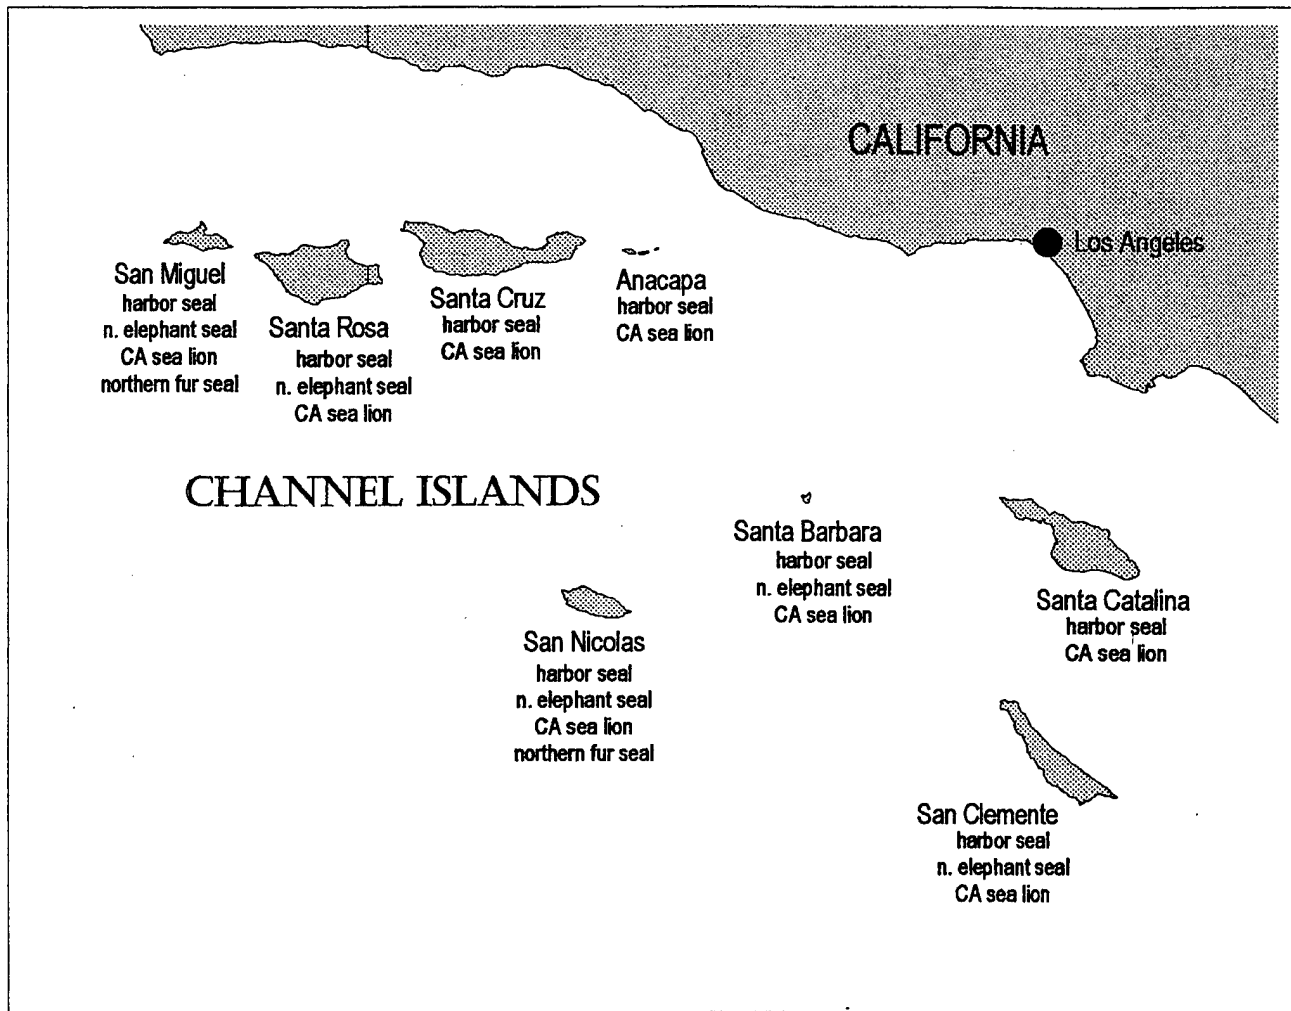 CALIFORNIA
Los Angeles
San Miguel
harbor seal
n. elephant seal
CA sea lion
northern fur seal
Santa Rosa
harbor seal
n. elephant seal
CA sea lion
Santa Cruz
harbor seal
CA sea lion
Anacapa
harbor seal
CA sea lion
CHANNEL ISLANDS
Santa Barbara
harbor seal
n. elephant seal
CA sea lion
Santa Catalina
harbor seal
CA sea lion
San Nicolas
harbor seal
n. elephant seal
CA sea lion
northern fur seal
San Clemente
harbor seal
n. elephant seal
CA sea lion